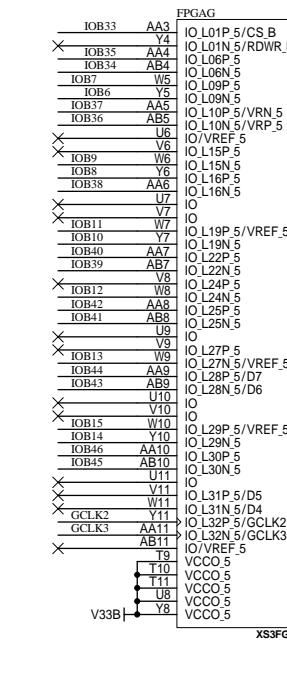 FPGAG
IOB33 AA3 IO_L01P_5/CS_B
Y4 IO_L01N_5/RDWR_
IOB35 AA4 IO_L06P_5
IOB34 AB4 IO_L06N_5
IOB7 W5 IO_L09P_5
IOB6 Y5 IO_L09N_5
IOB37 AA5 IO_L10P_5/VRN_5
IOB36 AB5 IO_L10N_5/VRP_5
U6 IO/VREF_5
V6 IO_L15P_5
IOB9 W6 IO_L15N_5
IOB8 Y6 IO_L16P_5
IOB38 AA6 IO_L16N_5
U7 IO
V7 IO
IOB11 W7 IO_L19P_5/VREF_5
IOB10 Y7 IO_L19N_5
IOB40 AA7 IO_L22P_5
IOB39 AB7 IO_L22N_5
V8 IO_L24P_5
IOB12 W8 IO_L24N_5
IOB42 AA8 IO_L25P_5
IOB41 AB8 IO_L25N_5
U9 IO
V9 IO_L27P_5
IOB13 W9 IO_L27N_5/VREF_5
IOB44 AA9 IO_L28P_5/D7
IOB43 AB9 IO_L28N_5/D6
U10 IO
V10 IO
IOB15 W10 IO_L29P_5/VREF_5
IOB14 Y10 IO_L29N_5
IOB46 AA10 IO_L30P_5
IOB45 AB10 IO_L30N_5
U11 IO
V11 IO_L31P_5/D5
W11 IO_L31N_5/D4
GCLK2 Y11 IO_L32P_5/GCLK2
GCLK3 AA11 IO_L32N_5/GCLK3
AB11 IO/VREF_5
T9 VCCO_5
T10 VCCO_5
T11 VCCO_5
U8 VCCO_5
V33B Y8 VCCO_5
XS3FG